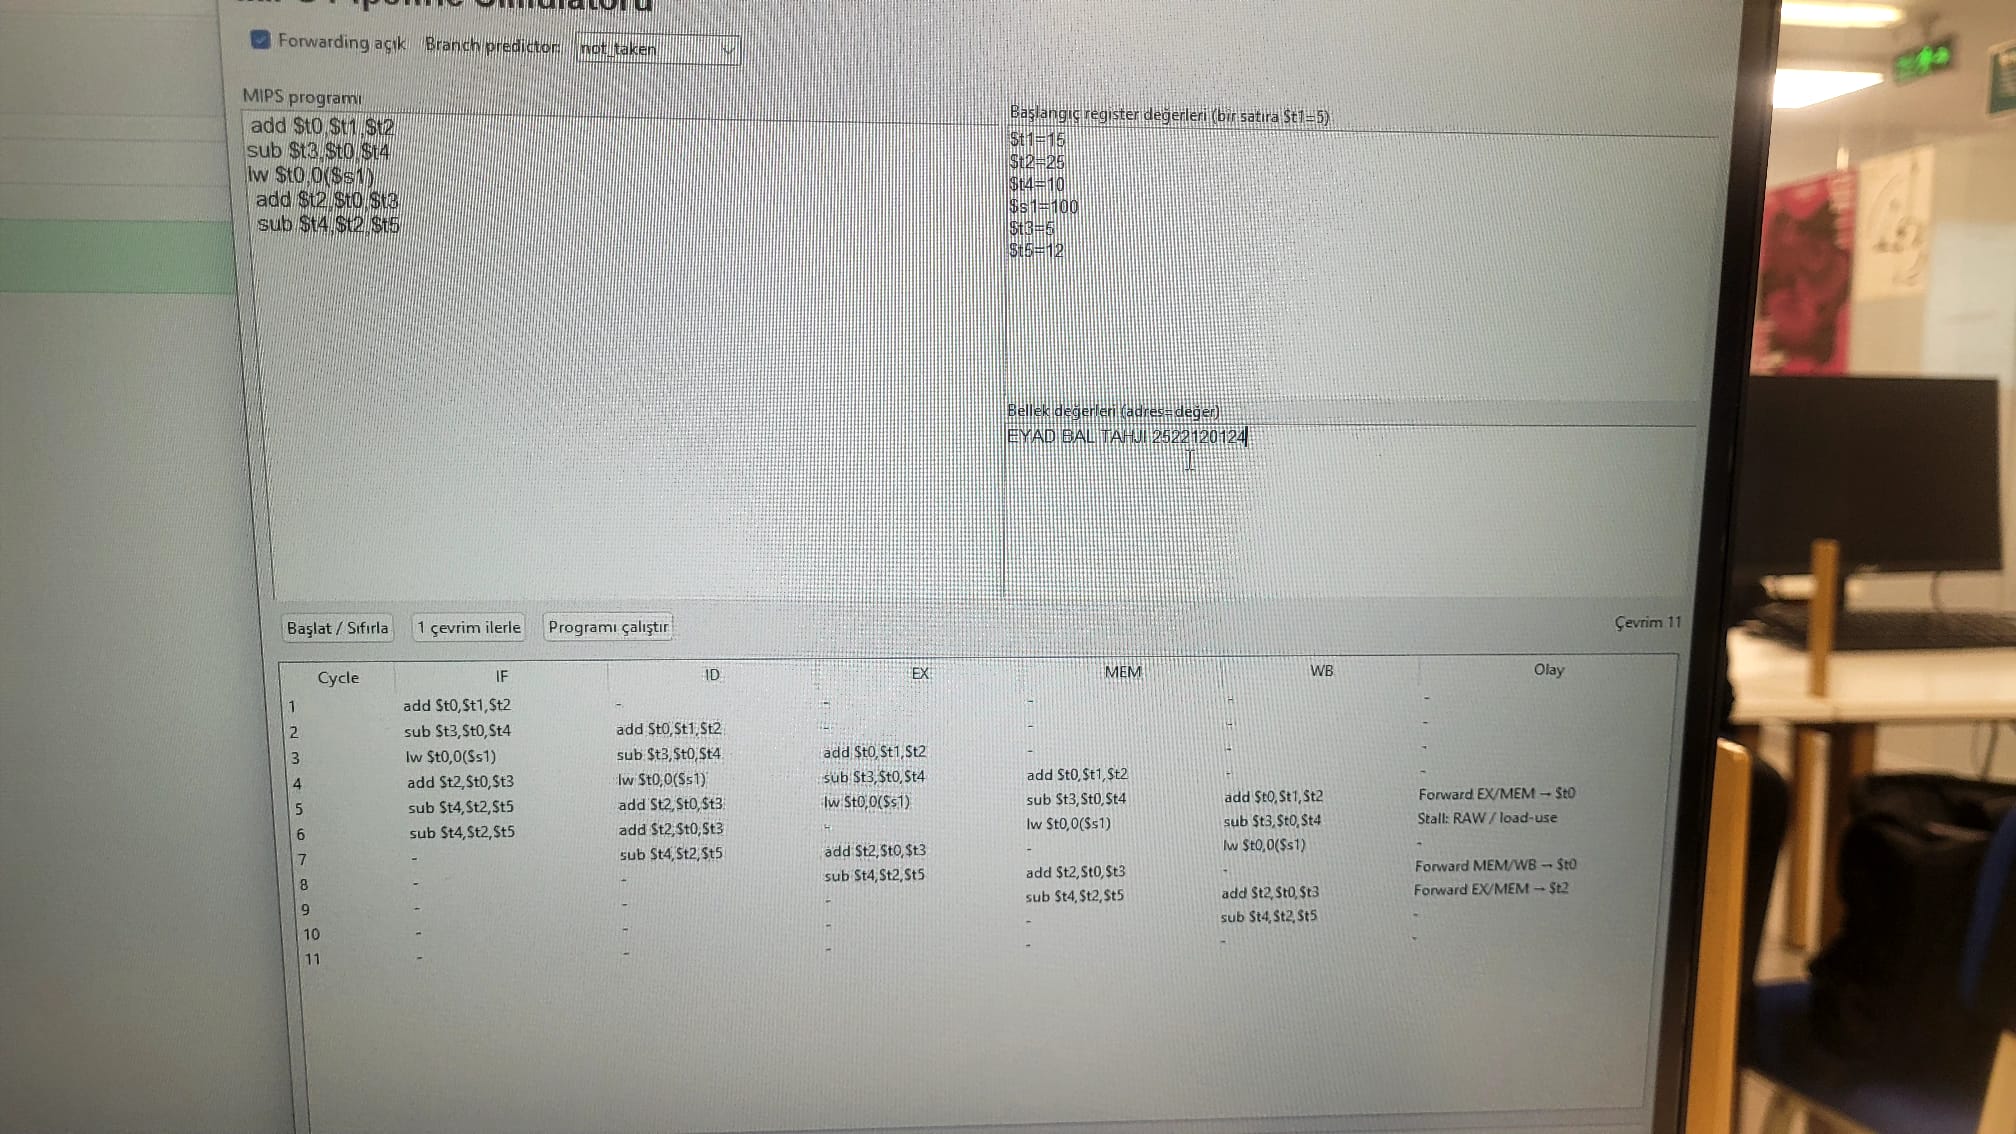 Pipeline
Forwarding açık Branch predictor: not_taken
MIPS programı
add $t0,$t1,$t2
sub $t3,$t0,$t4
lw $t0,0($s1)
add $t2,$t0,$t3
sub $t4,$t2,$t5
Başlangıç register değerleri (bir satıra $t1=5)
$t1=15
$t2=25
$t4=10
$s1=100
$t3=5
$t5=12
Bellek değerleri (adres=değer)
EYAD BAL TAHJI 2522120124
Başlat / Sıfırla 1 çevrim ilerle Programı çalıştır Çevrim 11
Cycle IF ID EX MEM WB Olay
1 add $t0,$t1,$t2 - - - - -
2 sub $t3,$t0,$t4 add $t0,$t1,$t2 - - - -
3 lw $t0,0($s1) sub $t3,$t0,$t4 add $t0,$t1,$t2 - - -
4 add $t2,$t0,$t3 lw $t0,0($s1) sub $t3,$t0,$t4 add $t0,$t1,$t2 - -
5 sub $t4,$t2,$t5 add $t2,$t0,$t3 lw $t0,0($s1) sub $t3,$t0,$t4 add $t0,$t1,$t2 Forward EX/MEM → $t0
6 sub $t4,$t2,$t5 add $t2,$t0,$t3 - lw $t0,0($s1) sub $t3,$t0,$t4 Stall: RAW / load-use
7 - sub $t4,$t2,$t5 add $t2,$t0,$t3 - lw $t0,0($s1) -
8 - - sub $t4,$t2,$t5 add $t2,$t0,$t3 - Forward MEM/WB → $t0
9 - - - sub $t4,$t2,$t5 add $t2,$t0,$t3 Forward EX/MEM → $t2
10 - - - - sub $t4,$t2,$t5 -
11 - - - - - -